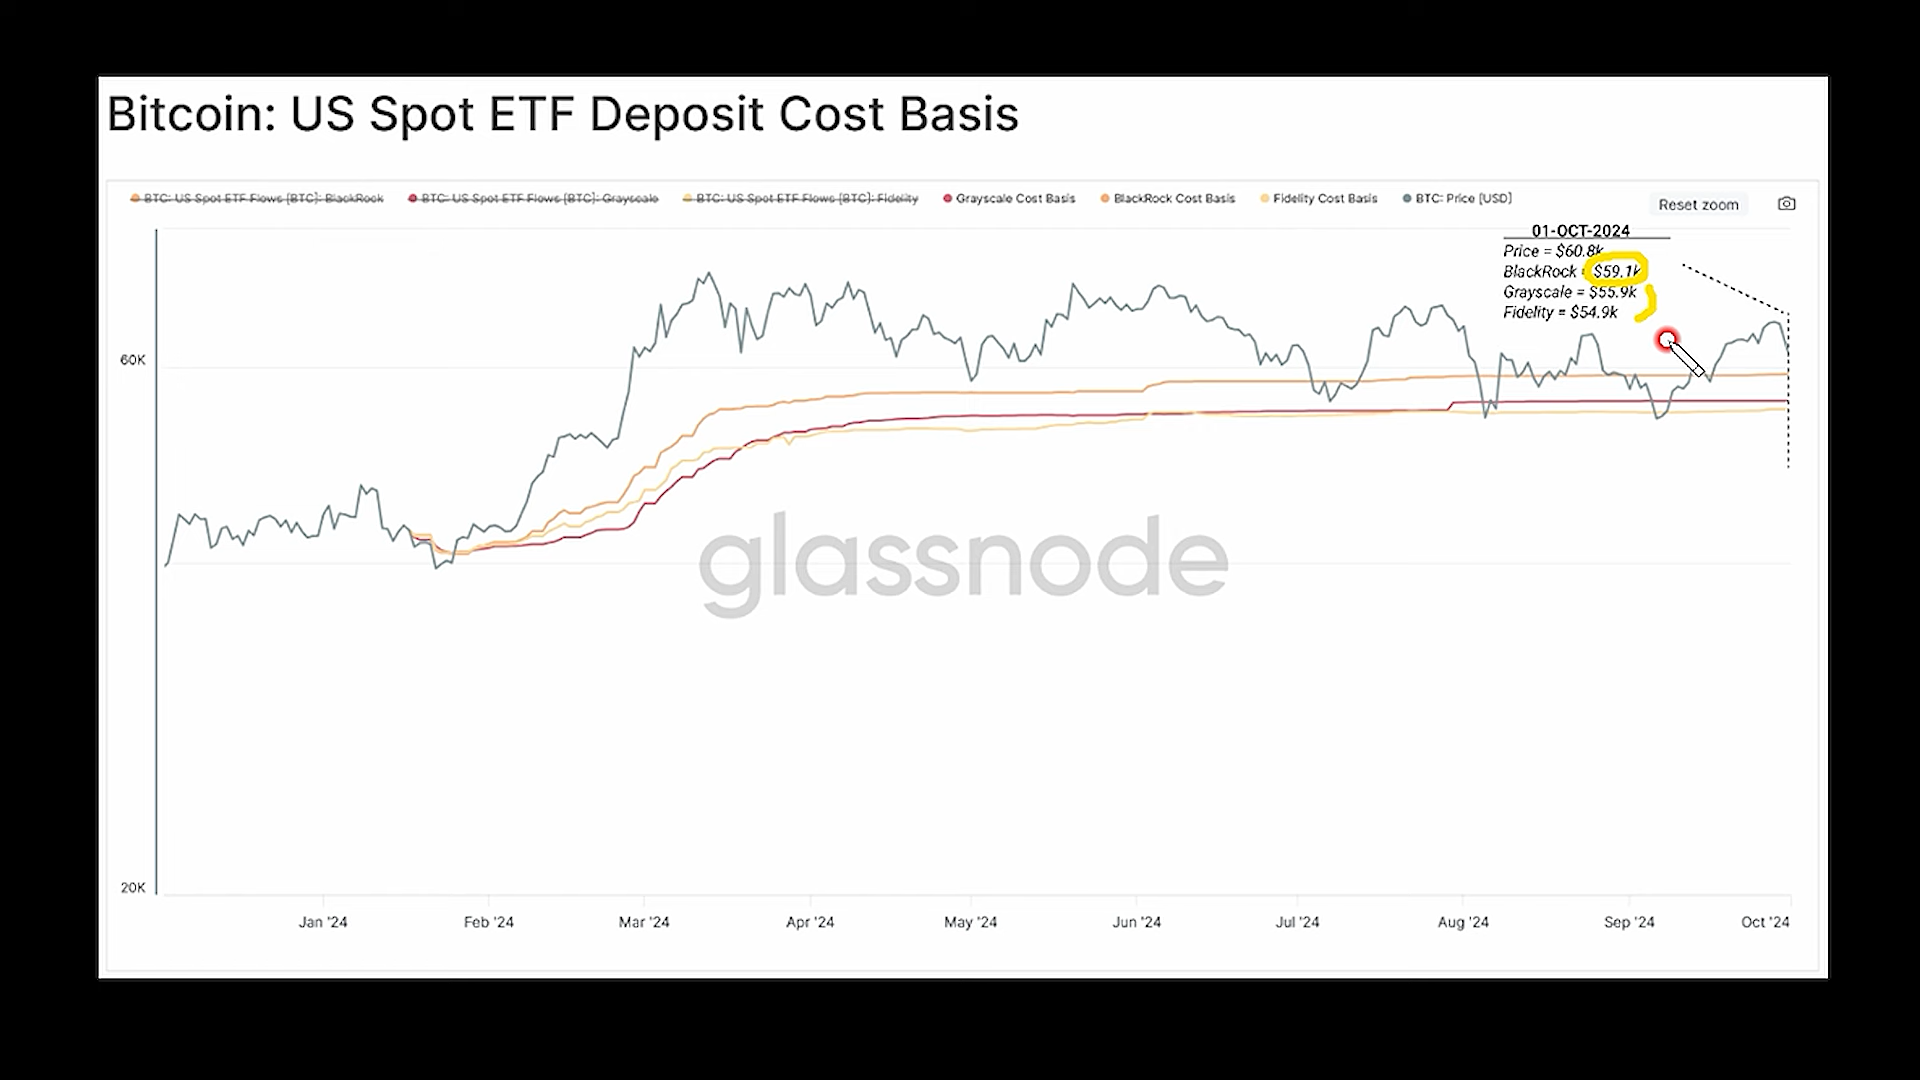 Bitcoin: US Spot ETF Deposit Cost Basis
BTC: US Spot ETF Flows [BTC]: BlackRock BTC: US Spot ETF Flows [BTC]: Grayscale BTC: US Spot ETF Flows [BTC]: Fidelity Grayscale Cost Basis BlackRock Cost Basis Fidelity Cost Basis BTC: Price [USD]
Reset zoom
01-OCT-2024
Price = $60.8k
BlackRock = $59.1k
Grayscale = $55.9k
Fidelity = $54.9k
60K
glassnode
20K
Jan '24 Feb '24 Mar '24 Apr '24 May '24 Jun '24 Jul '24 Aug '24 Sep '24 Oct '24